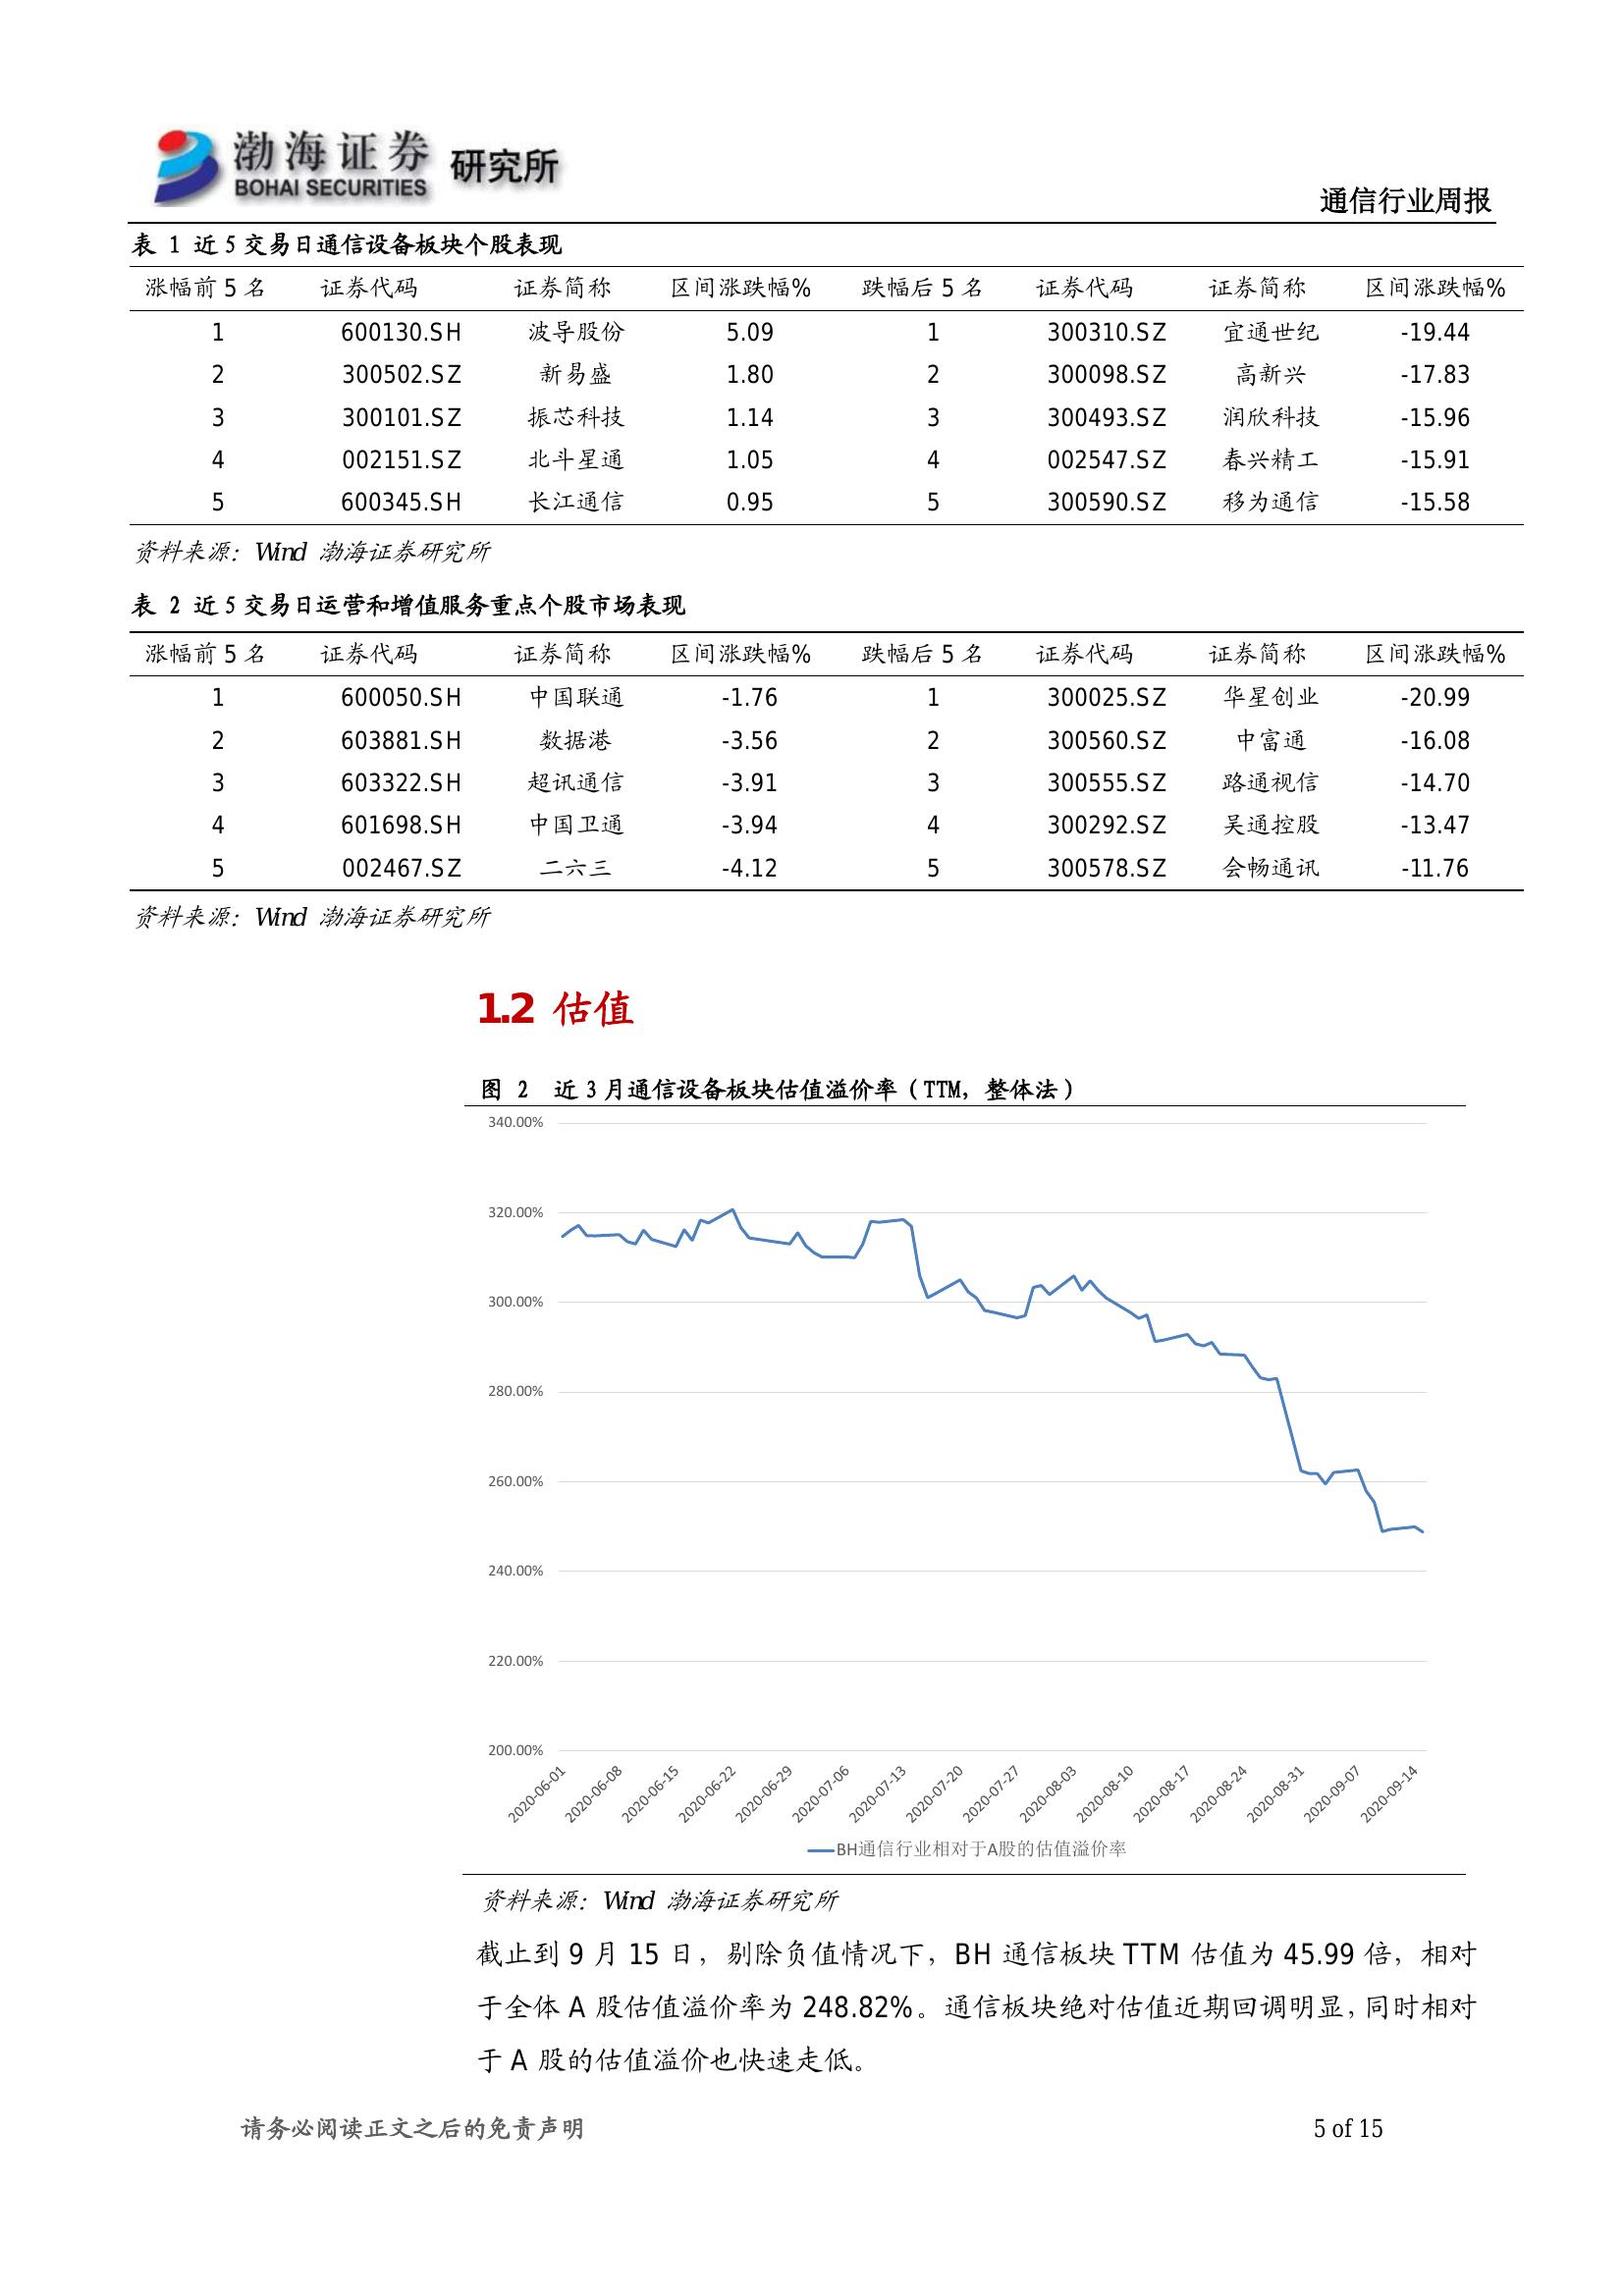 渤海证券 研究所
BOHAI SECURITIES
通信行业周报
表 1 近 5 交易日通信设备板块个股表现
涨幅前 5 名 证券代码 证券简称 区间涨跌幅% 跌幅后 5 名 证券代码 证券简称 区间涨跌幅%
1 600130.SH 波导股份 5.09 1 300310.SZ 宜通世纪 -19.44
2 300502.SZ 新易盛 1.80 2 300098.SZ 高新兴 -17.83
3 300101.SZ 振芯科技 1.14 3 300493.SZ 润欣科技 -15.96
4 002151.SZ 北斗星通 1.05 4 002547.SZ 春兴精工 -15.91
5 600345.SH 长江通信 0.95 5 300590.SZ 移为通信 -15.58
资料来源：Wind 渤海证券研究所
表 2 近 5 交易日运营和增值服务重点个股市场表现
涨幅前 5 名 证券代码 证券简称 区间涨跌幅% 跌幅后 5 名 证券代码 证券简称 区间涨跌幅%
1 600050.SH 中国联通 -1.76 1 300025.SZ 华星创业 -20.99
2 603881.SH 数据港 -3.56 2 300560.SZ 中富通 -16.08
3 603322.SH 超讯通信 -3.91 3 300555.SZ 路通视信 -14.70
4 601698.SH 中国卫通 -3.94 4 300292.SZ 吴通控股 -13.47
5 002467.SZ 二六三 -4.12 5 300578.SZ 会畅通讯 -11.76
资料来源：Wind 渤海证券研究所
1.2 估值
图 2 近 3 月通信设备板块估值溢价率（TTM，整体法）
340.00%
320.00%
300.00%
280.00%
260.00%
240.00%
220.00%
200.00%
2020-06-01 2020-06-08 2020-06-15 2020-06-22 2020-06-29 2020-07-06 2020-07-13 2020-07-20 2020-07-27 2020-08-03 2020-08-10 2020-08-17 2020-08-24 2020-08-31 2020-09-07 2020-09-14
BH通信行业相对于A股的估值溢价率
资料来源：Wind 渤海证券研究所
截止到 9 月 15 日，剔除负值情况下，BH 通信板块 TTM 估值为 45.99 倍，相对
于全体 A 股估值溢价率为 248.82%。通信板块绝对估值近期回调明显，同时相对
于 A 股的估值溢价也快速走低。
请务必阅读正文之后的免责声明 5 of 15